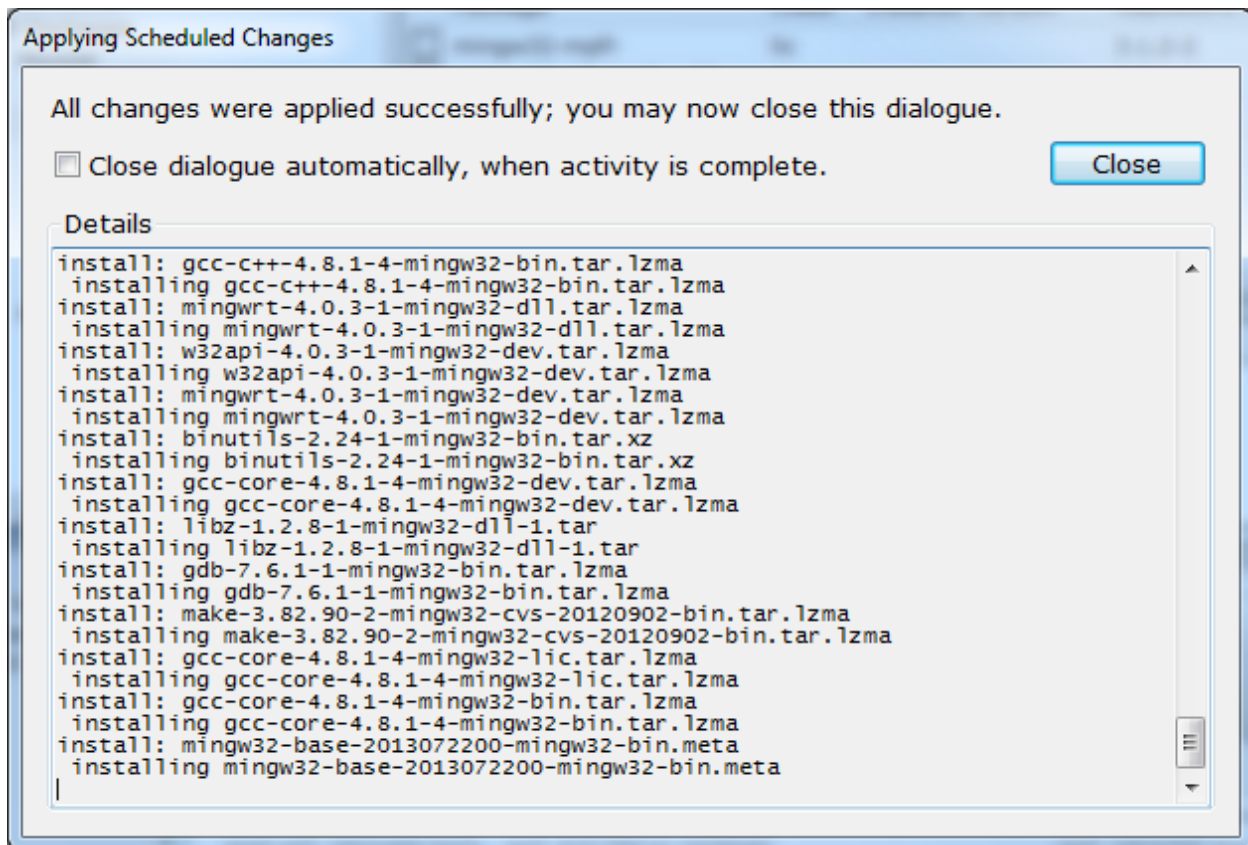 Applying Scheduled Changes
All changes were applied successfully; you may now close this dialogue.
Close dialogue automatically, when activity is complete.
Close
Details
install: gcc-c++-4.8.1-4-mingw32-bin.tar.lzma
installing gcc-c++-4.8.1-4-mingw32-bin.tar.lzma
install: mingwrt-4.0.3-1-mingw32-dll.tar.lzma
installing mingwrt-4.0.3-1-mingw32-dll.tar.lzma
install: w32api-4.0.3-1-mingw32-dev.tar.lzma
installing w32api-4.0.3-1-mingw32-dev.tar.lzma
install: mingwrt-4.0.3-1-mingw32-dev.tar.lzma
installing mingwrt-4.0.3-1-mingw32-dev.tar.lzma
install: binutils-2.24-1-mingw32-bin.tar.xz
installing binutils-2.24-1-mingw32-bin.tar.xz
install: gcc-core-4.8.1-4-mingw32-dev.tar.lzma
installing gcc-core-4.8.1-4-mingw32-dev.tar.lzma
install: libz-1.2.8-1-mingw32-dll-1.tar
installing libz-1.2.8-1-mingw32-dll-1.tar
install: gdb-7.6.1-1-mingw32-bin.tar.lzma
installing gdb-7.6.1-1-mingw32-bin.tar.lzma
install: make-3.82.90-2-mingw32-cvs-20120902-bin.tar.lzma
installing make-3.82.90-2-mingw32-cvs-20120902-bin.tar.lzma
install: gcc-core-4.8.1-4-mingw32-lic.tar.lzma
installing gcc-core-4.8.1-4-mingw32-lic.tar.lzma
install: gcc-core-4.8.1-4-mingw32-bin.tar.lzma
installing gcc-core-4.8.1-4-mingw32-bin.tar.lzma
install: mingw32-base-2013072200-mingw32-bin.meta
installing mingw32-base-2013072200-mingw32-bin.meta